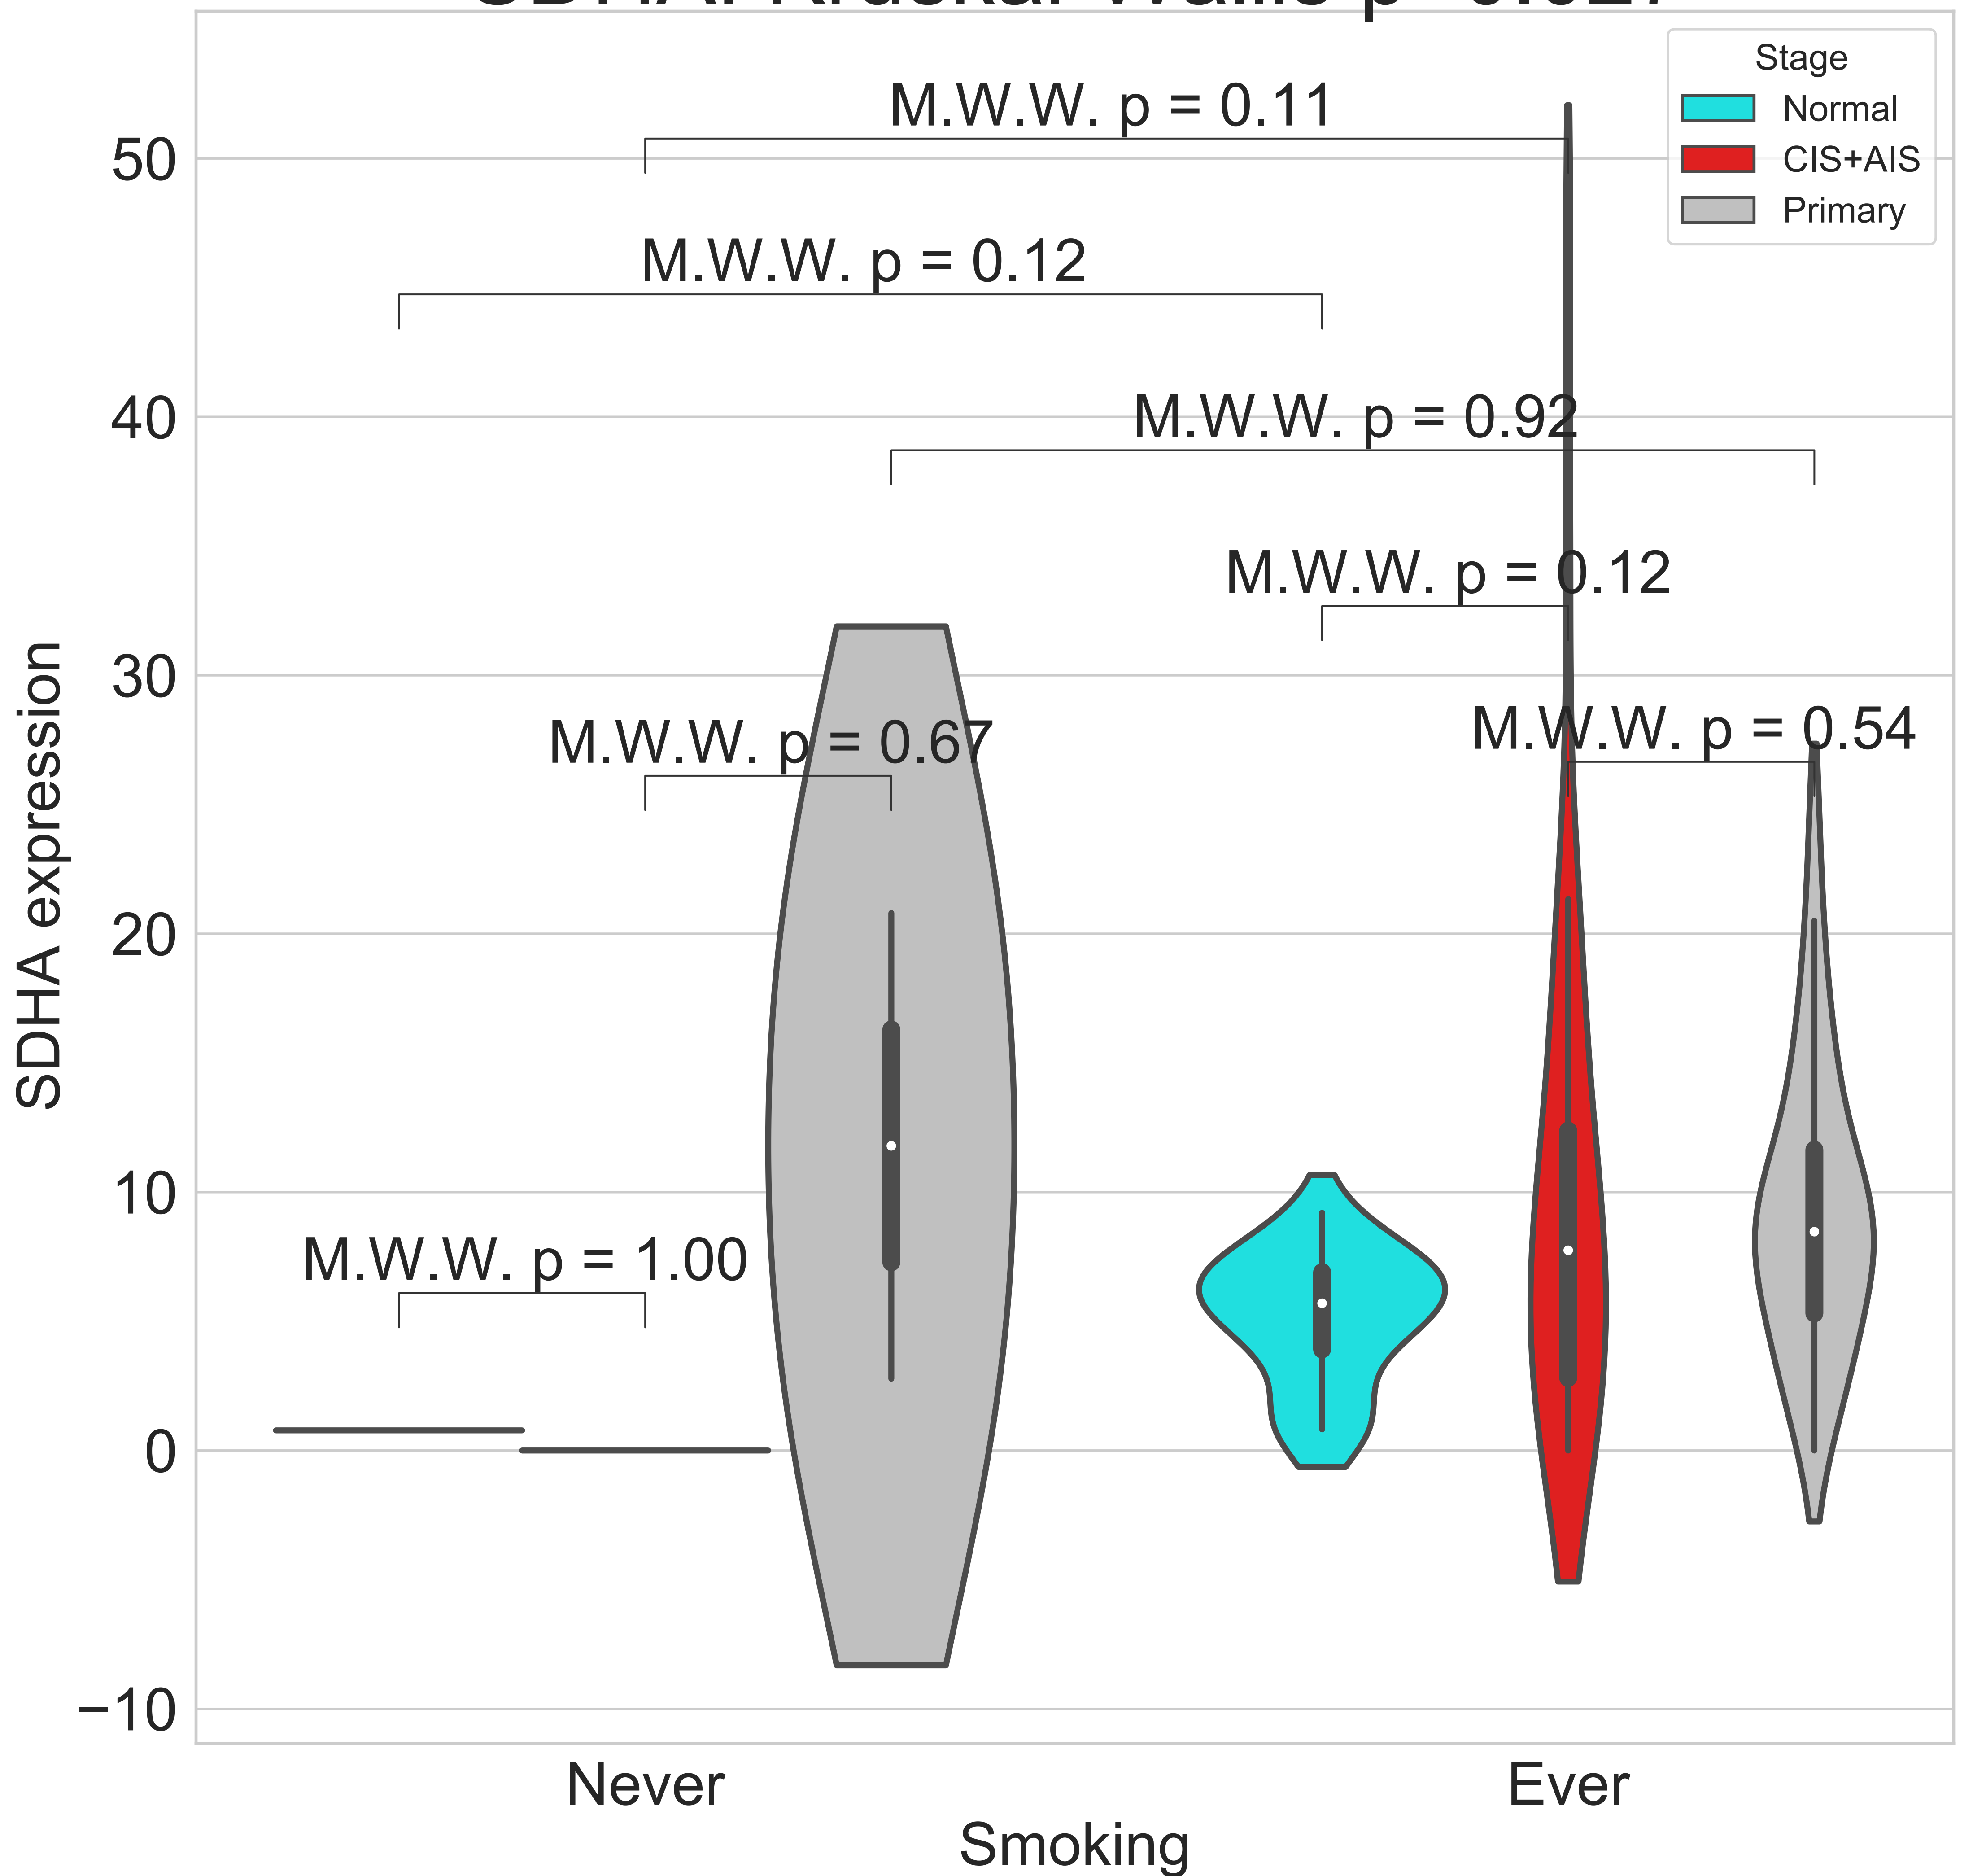 Stage
Normal
CIS+AIS
Primary
M.W.W. p = 0.11
M.W.W. p = 0.12
M.W.W. p = 0.92
M.W.W. p = 0.12
M.W.W. p = 0.67
M.W.W. p = 0.54
M.W.W. p = 1.00
50
40
30
20
10
0
−10
SDHA expression
Never
Ever
Smoking